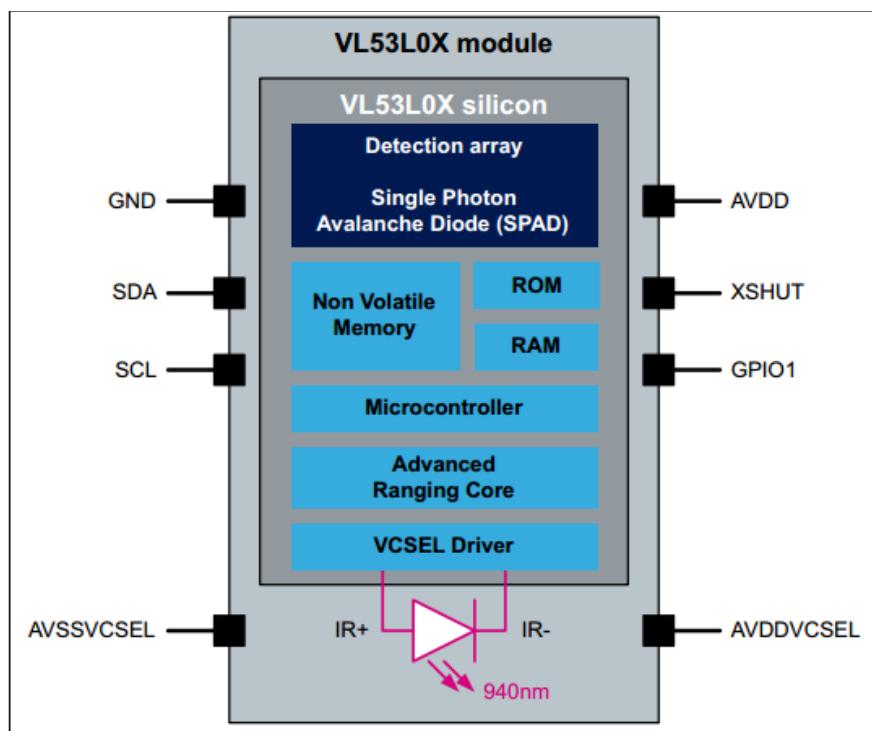 VL53L0X module
VL53L0X silicon
Detection array
Single Photon
Avalanche Diode (SPAD)
GND
AVDD
SDA
Non Volatile
Memory
ROM
XSHUT
SCL
RAM
GPIO1
Microcontroller
Advanced
Ranging Core
VCSEL Driver
AVSSVCSEL
IR+
IR-
AVDDVCSEL
940nm